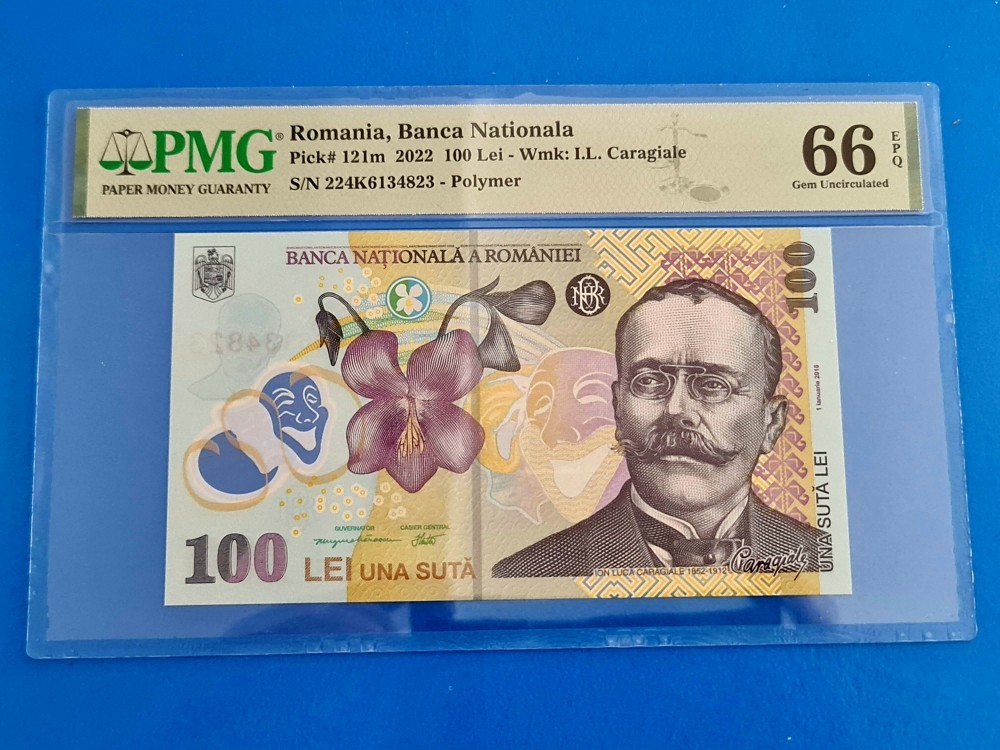 PMG®
PAPER MONEY GUARANTY
Romania, Banca Nationala
Pick# 121m 2022 100 Lei - Wmk: I.L. Caragiale
S/N 224K6134823 - Polymer
66
EPQ
Gem Uncirculated
BANCA NAȚIONALĂ A ROMÂNIEI
100
1 Ianuarie 2018
GUVERNATOR CASIER CENTRAL
100 LEI UNA SUTĂ
UNA SUTĂ LEI
ION LUCA CARAGIALE 1852-1912
Caragiale